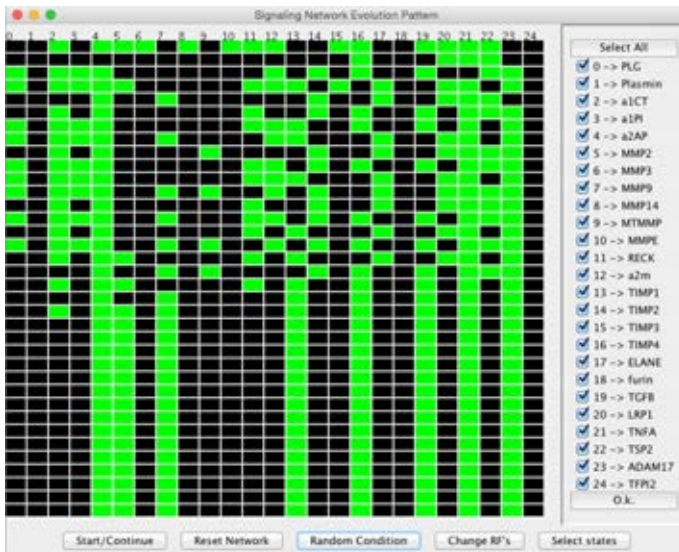 Signaling Network Evolution Pattern
0 1 2 3 4 5 6 7 8 9 10 11 12 13 14 15 16 17 18 19 20 21 22 23 24
Select All
0 -> PLG
1 -> Plasmin
2 -> a1CT
3 -> a1PI
4 -> a2AP
5 -> MMP2
6 -> MMP3
7 -> MMP9
8 -> MMP14
9 -> MTMMP
10 -> MMPE
11 -> RECK
12 -> a2m
13 -> TIMP1
14 -> TIMP2
15 -> TIMP3
16 -> TIMP4
17 -> ELANE
18 -> furin
19 -> TGFB
20 -> LRP1
21 -> TNFA
22 -> TSP2
23 -> ADAM17
24 -> TFPI2
O.k.
Start/Continue Reset Network Random Condition Change RF's Select states